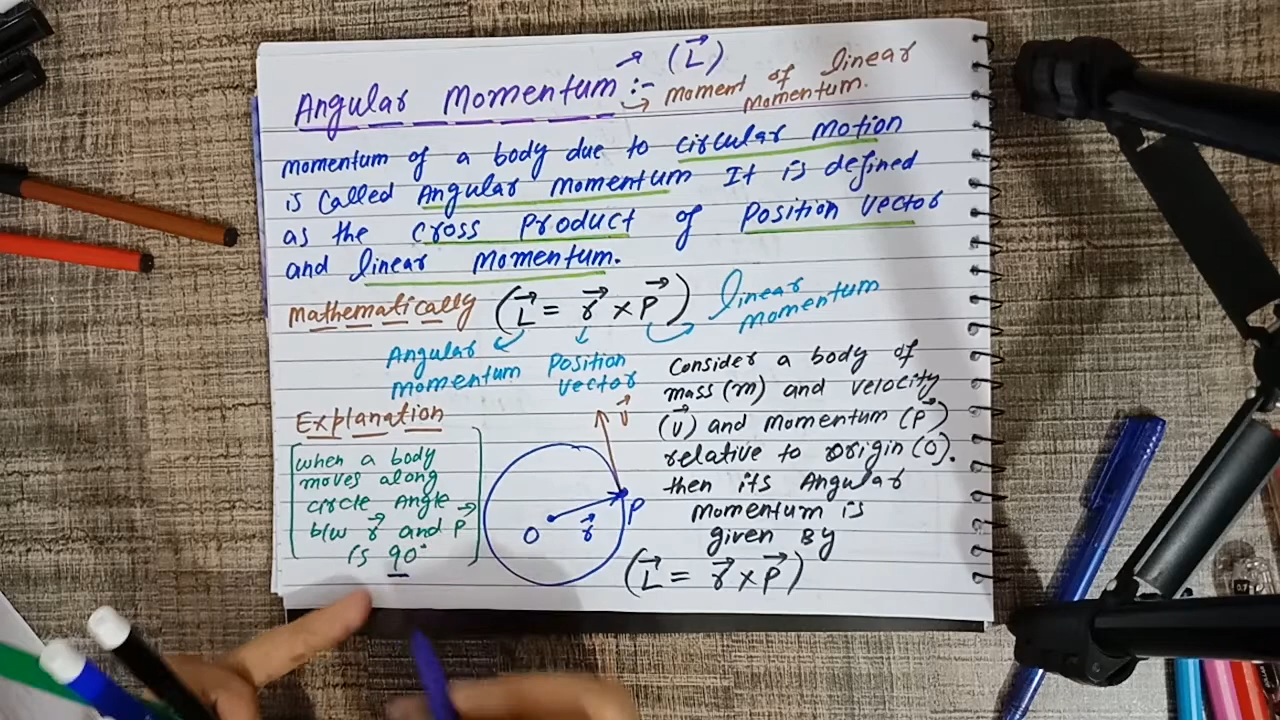 Angular Momentum → (L⃗) :-
↪ moment of linear momentum.
momentum of a body due to circular motion
is called Angular momentum It is defined
as the cross product of position vector
and linear momentum.
Mathematically (L⃗ = r⃗ × P⃗) linear momentum
Angular momentum
Position vector
Explanation
[when a body
moves along
circle Angle
b/w r⃗ and P⃗
is 90°]
v⃗
O
r⃗
P
Consider a body of
mass (m) and velocity
(v⃗) and momentum (P⃗)
relative to origin (O).
then its Angular
momentum is
given By
(L⃗ = r⃗ × P⃗)